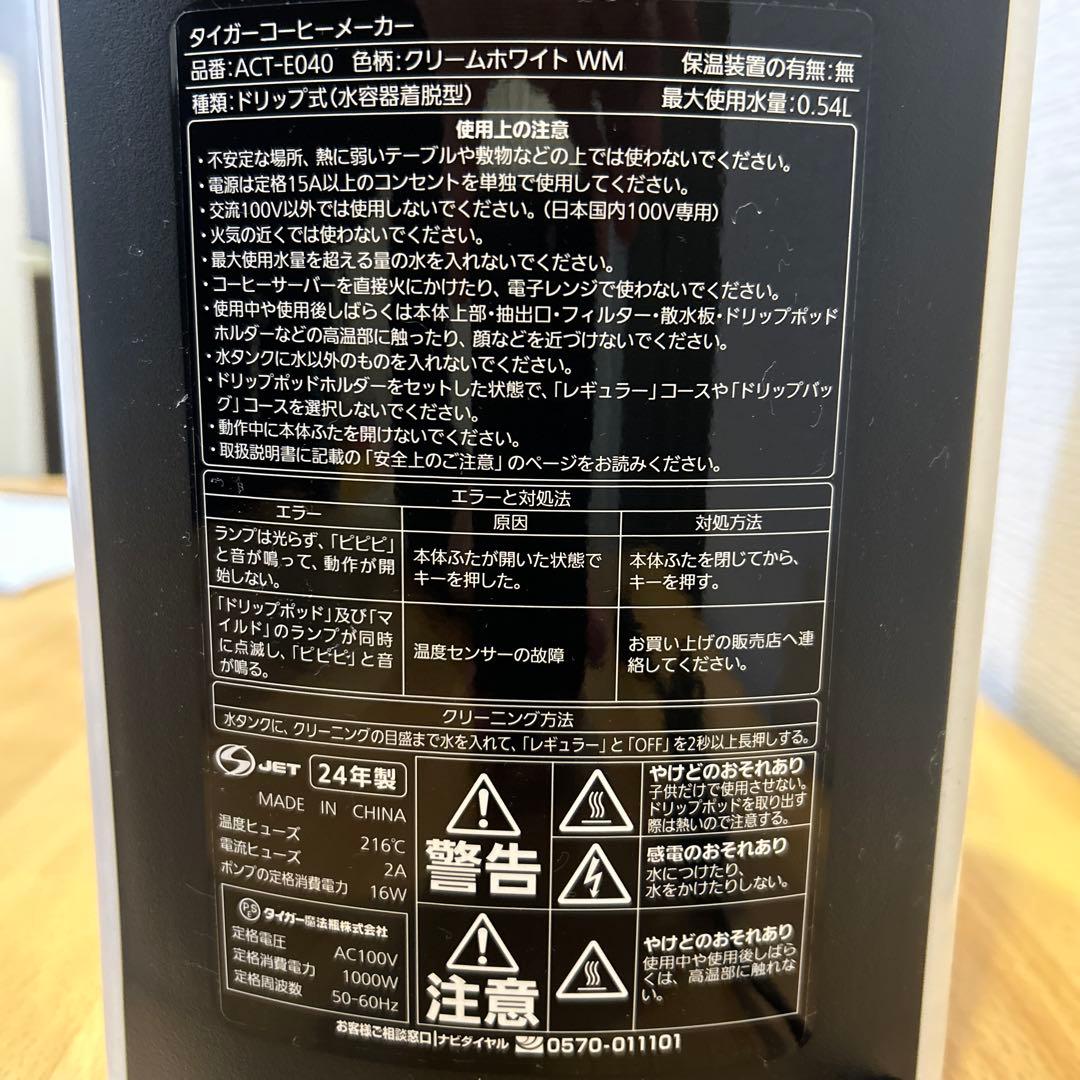 タイガーコーヒーメーカー
品番:ACT-E040 色柄:クリームホワイト WM 保温装置の有無:無
種類:ドリップ式(水容器着脱型) 最大使用水量:0.54L
使用上の注意
・不安定な場所、熱に弱いテーブルや敷物などの上では使わないでください。
・電源は定格15A以上のコンセントを単独で使用してください。
・交流100V以外では使用しないでください。(日本国内100V専用)
・火気の近くでは使わないでください。
・最大使用水量を超える量の水を入れないでください。
・コーヒーサーバーを直接火にかけたり、電子レンジで使わないでください。
・使用中や使用後しばらくは本体上部・抽出口・フィルター・散水板・ドリップポッド
ホルダーなどの高温部に触ったり、顔などを近づけないでください。
・水タンクに水以外のものを入れないでください。
・ドリップポッドホルダーをセットした状態で、「レギュラー」コースや「ドリップバッ
グ」コースを選択しないでください。
・動作中に本体ふたを開けないでください。
・取扱説明書に記載の「安全上のご注意」のページをお読みください。
エラーと対処法
エラー 原因 対処方法
ランプは光らず、「ピピピ」
と音が鳴って、動作が開
始しない。
本体ふたが開いた状態で
キーを押した。
本体ふたを閉じてから、
キーを押す。
「ドリップポッド」及び「マ
イルド」のランプが同時
に点滅し、「ピピピ」と音
が鳴る。
温度センサーの故障
お買い上げの販売店へ連
絡してください。
クリーニング方法
水タンクに、クリーニングの目盛まで水を入れて、「レギュラー」と「OFF」を2秒以上長押しする。
JET 24年製
MADE IN CHINA
温度ヒューズ 216℃
電流ヒューズ 2A
ポンプの定格消費電力 16W
PSE タイガー魔法瓶株式会社
定格電圧 AC100V
定格消費電力 1000W
定格周波数 50-60Hz
警告
やけどのおそれあり
子供だけで使用させない。
ドリップポッドを取り出す
際は熱いので注意する。
感電のおそれあり
水につけたり、
水をかけたりしない。
注意
やけどのおそれあり
使用中や使用後しばら
くは、高温部に触れな
い。
お客様ご相談窓口|ナビダイヤル 0570-011101